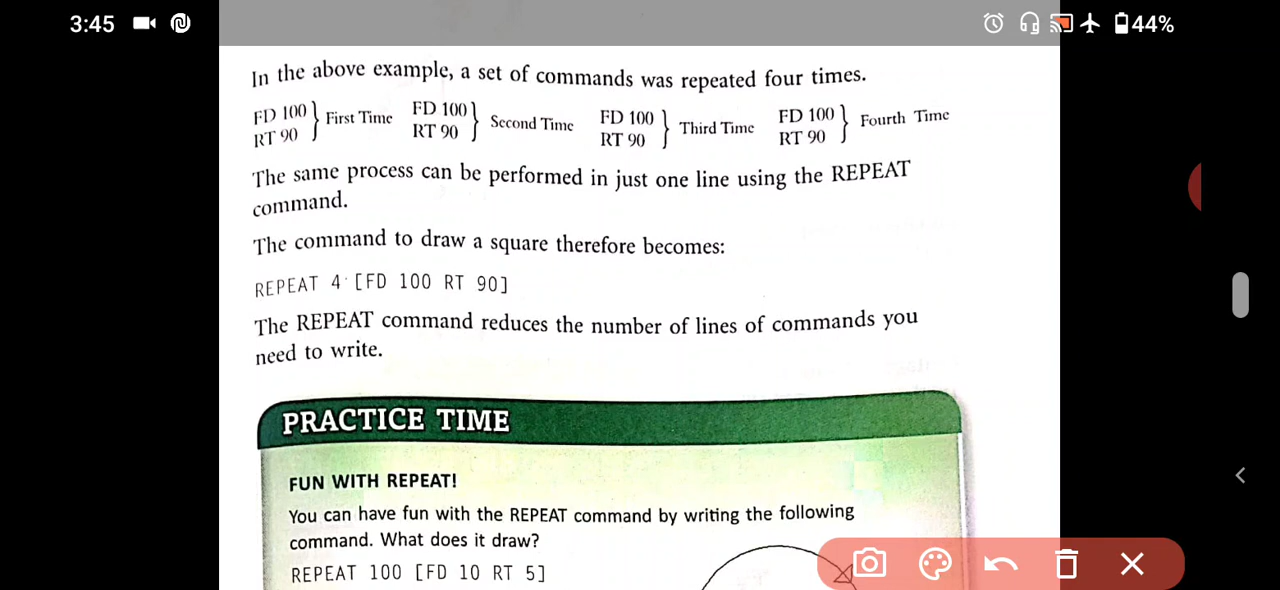 3:45 44%
In the above example, a set of commands was repeated four times.
FD 100 FD 100 FD 100 FD 100
First Time Second Time Third Time Fourth Time
RT 90 RT 90 RT 90 RT 90
The same process can be performed in just one line using the REPEAT
command.
The command to draw a square therefore becomes:
REPEAT 4 [FD 100 RT 90]
The REPEAT command reduces the number of lines of commands you
need to write.
PRACTICE TIME
FUN WITH REPEAT!
You can have fun with the REPEAT command by writing the following
command. What does it draw?
REPEAT 100 [FD 10 RT 5]